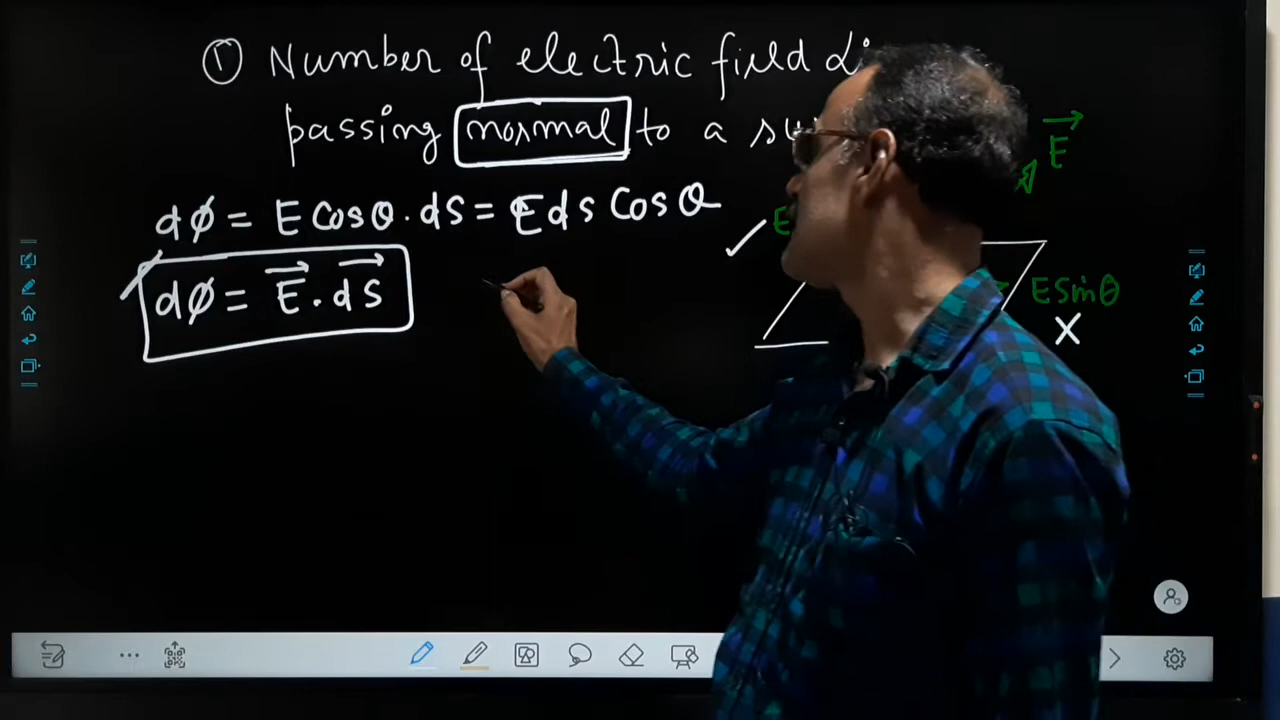 ① Number of electric field
passing normal to a
dφ = E Cosθ . ds = E ds Cosθ
dφ = E⃗ . ds⃗
E⃗
E Sinθ
X